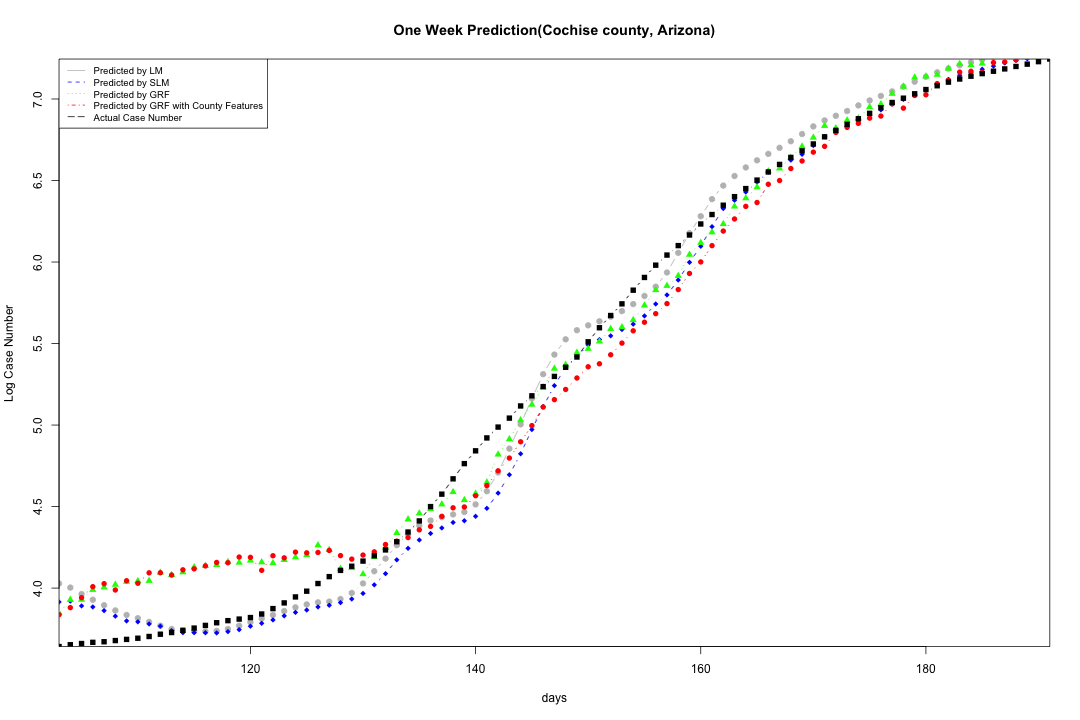 One Week Prediction(Cochise county, Arizona)
Predicted by LM
Predicted by SLM
Predicted by GRF
Predicted by GRF with County Features
Actual Case Number
Log Case Number
7.0
6.5
6.0
5.5
5.0
4.5
4.0
120 140 160 180
days